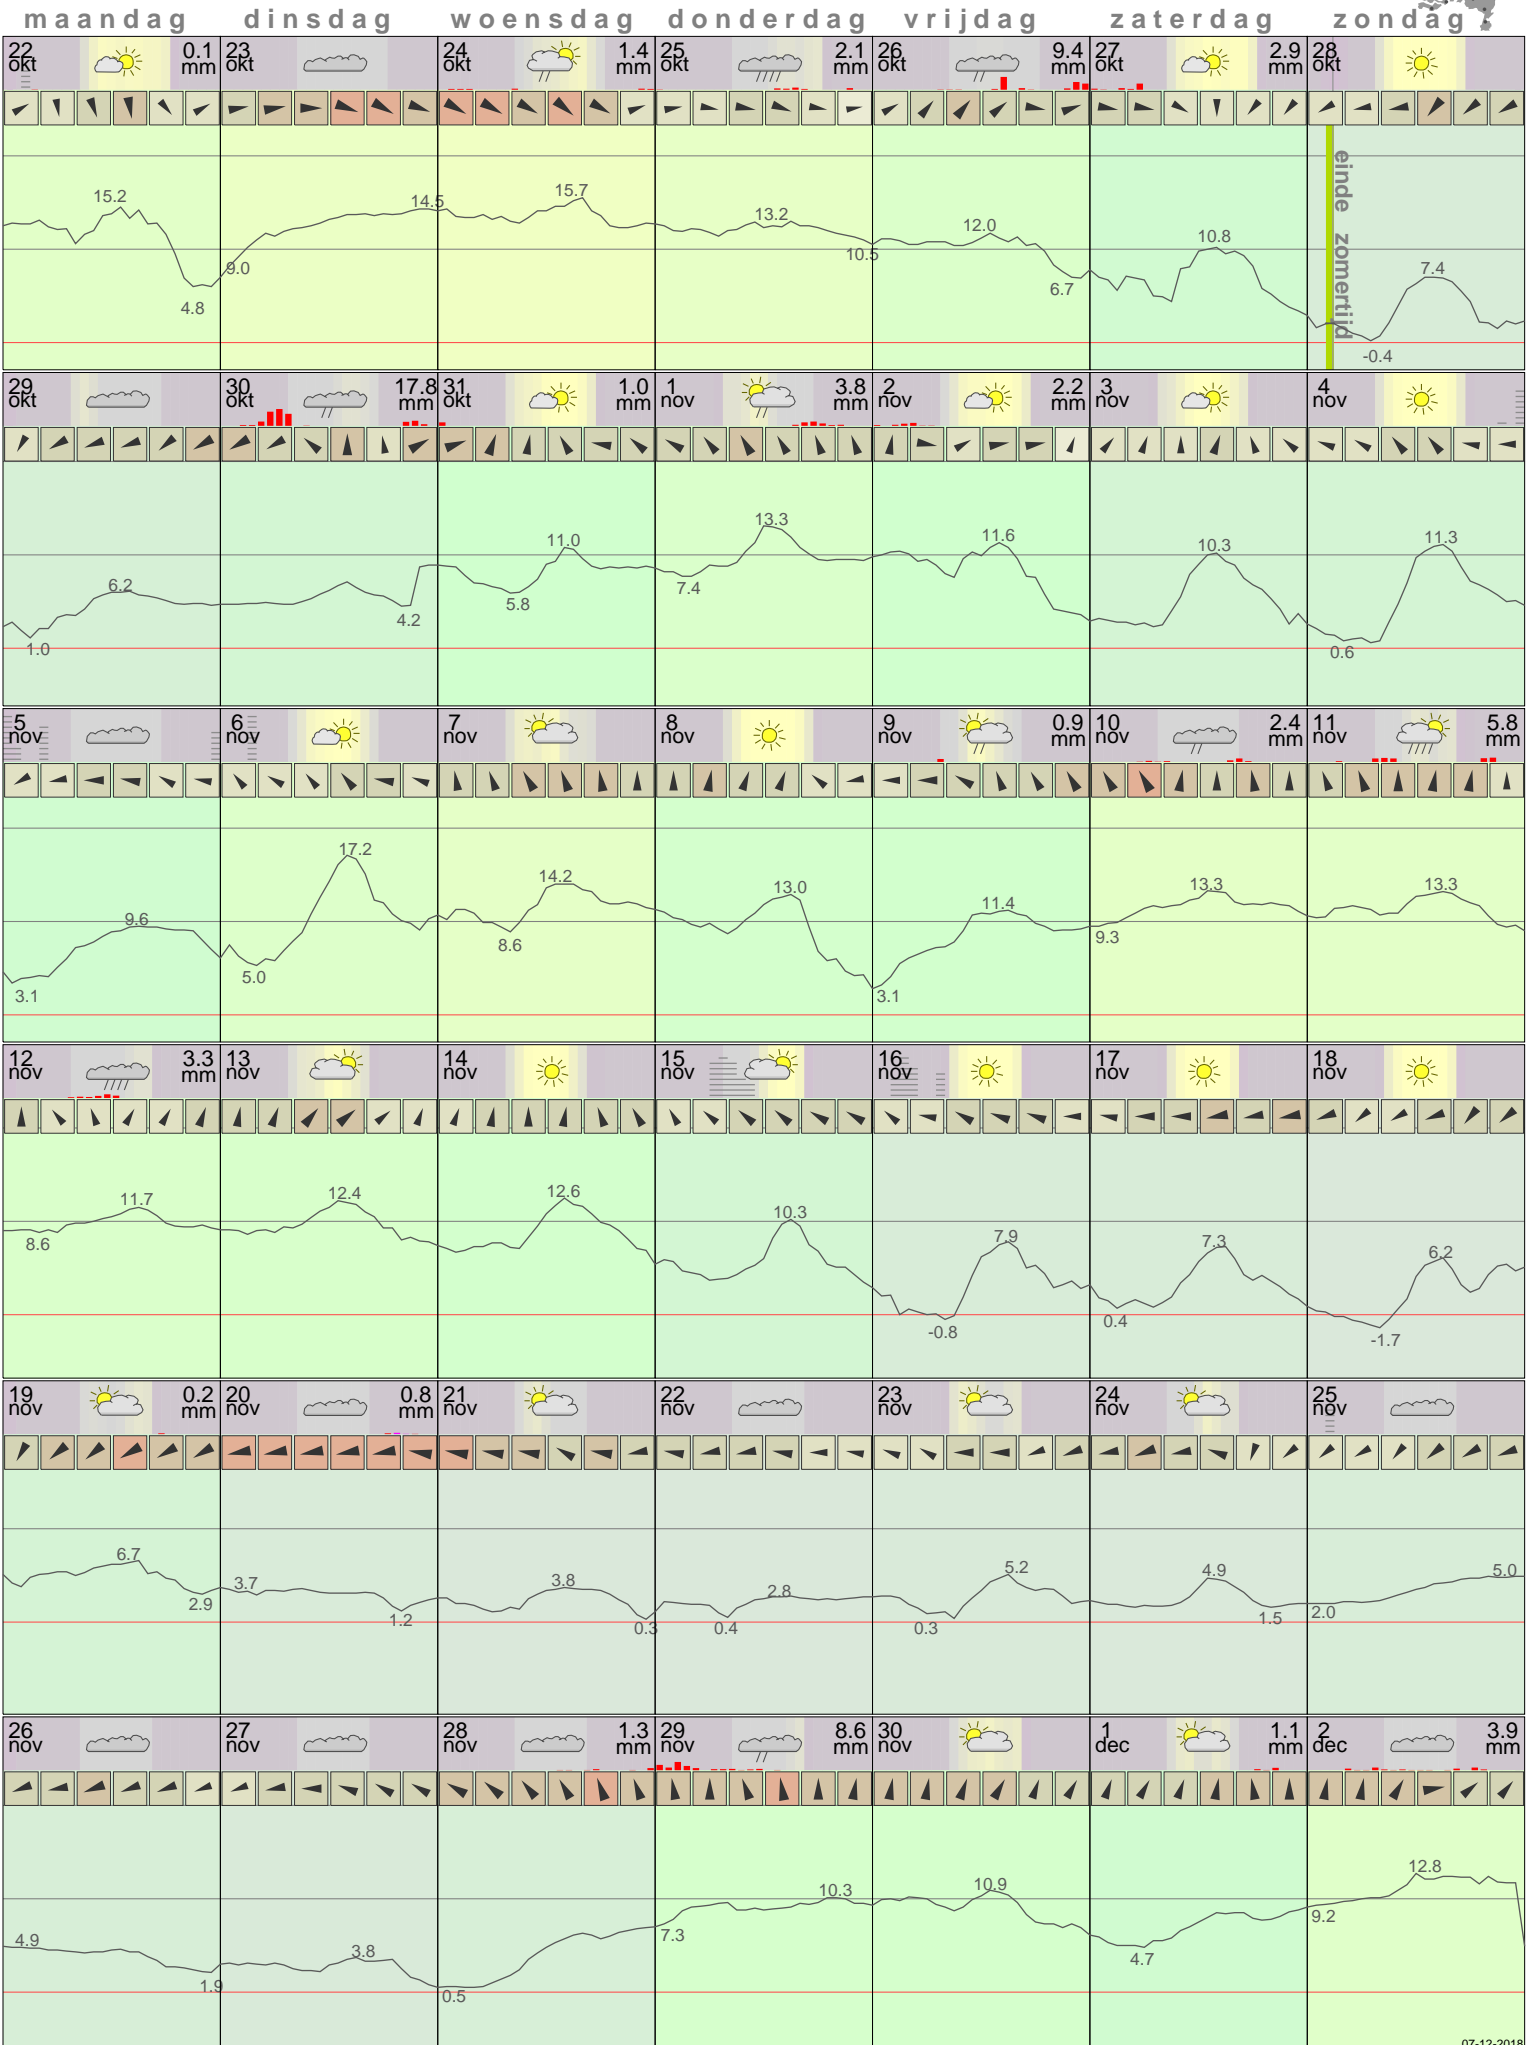 maandag dinsdag woensdag donderdag vrijdag zaterdag zondag
22 0.1 23 24 1.4 25 2.1 26 9.4 27 2.9 28
okt mm okt okt mm okt mm okt mm okt mm okt
einde zomertijd
15.2 4.8 9.0 14.5 15.7 13.2 10.5 12.0 6.7 10.8 7.4 -0.4
29 30 17.8 31 1.0 1 3.8 2 2.2 3 4
okt okt mm okt mm nov mm nov mm nov nov
6.2 1.0 4.2 11.0 5.8 13.3 7.4 11.6 10.3 11.3 0.6
5 6 7 8 9 0.9 10 2.4 11 5.8
nov nov nov nov nov mm nov mm nov mm
9.6 3.1 17.2 5.0 14.2 8.6 13.0 3.1 11.4 9.3 13.3 13.3
12 3.3 13 14 15 16 17 18
nov mm nov nov nov nov nov nov
11.7 8.6 12.4 12.6 10.3 7.9 -0.8 7.3 0.4 6.2 -1.7
19 0.2 20 0.8 21 22 23 24 25
nov mm nov mm nov nov nov nov nov
6.7 2.9 3.7 1.2 3.8 0.3 2.8 0.4 5.2 0.3 4.9 1.5 5.0 2.0
26 27 28 1.3 29 8.6 30 1 1.1 2 3.9
nov nov nov mm nov mm nov dec mm dec mm
4.9 1.9 3.8 0.5 10.3 7.3 10.9 4.7 12.8 9.2
07-12-2018